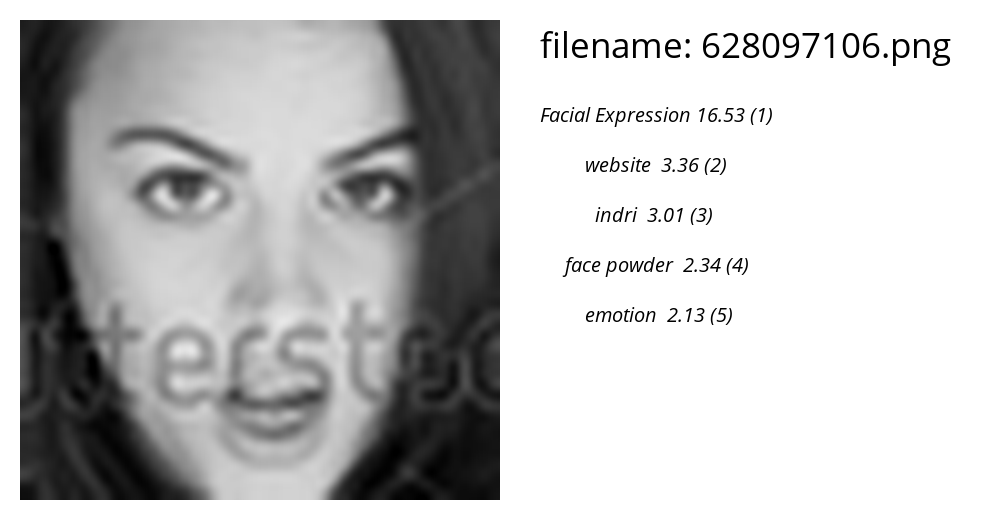 filename: 628097106.png
Facial Expression 16.53 (1)
website 3.36 (2)
indri 3.01 (3)
face powder 2.34 (4)
emotion 2.13 (5)
utterstoc